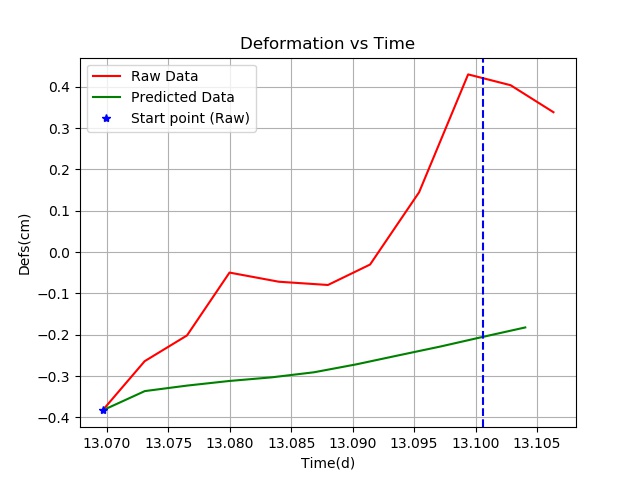 Deformation vs Time
Raw Data
Predicted Data
Start point (Raw)
0.4
0.3
0.2
0.1
0.0
−0.1
−0.2
−0.3
−0.4
Defs(cm)
13.070 13.075 13.080 13.085 13.090 13.095 13.100 13.105
Time(d)